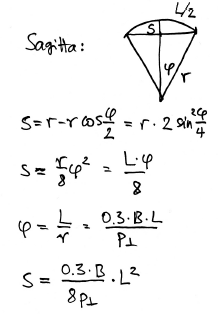 L/2
Sagitta:
S
φ
r
S = r - r cos φ/2 = r · 2 sin² φ/4
S = r/8 φ² = L·φ/8
φ = L/r = 0.3·B·L/P⊥
S = 0.3·B/8P⊥ · L²